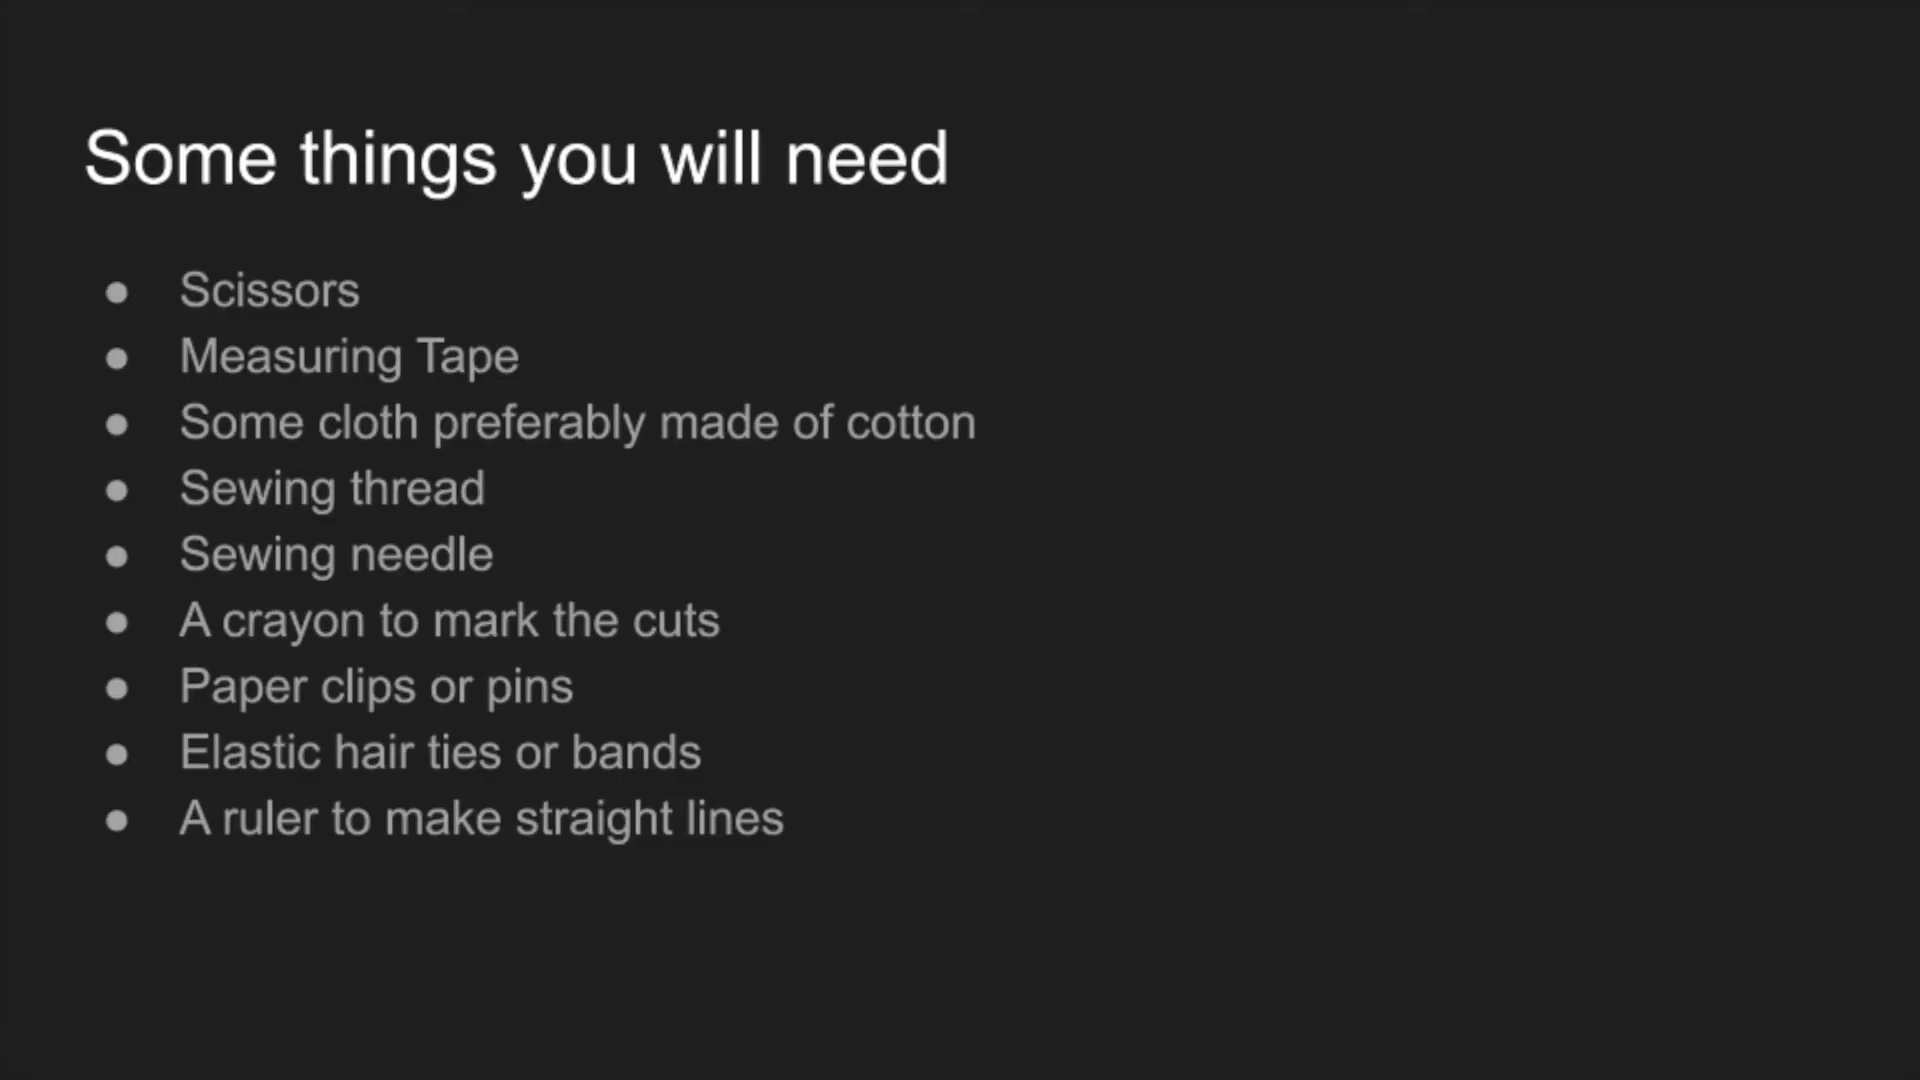 Some things you will need
● Scissors
● Measuring Tape
● Some cloth preferably made of cotton
● Sewing thread
● Sewing needle
● A crayon to mark the cuts
● Paper clips or pins
● Elastic hair ties or bands
● A ruler to make straight lines